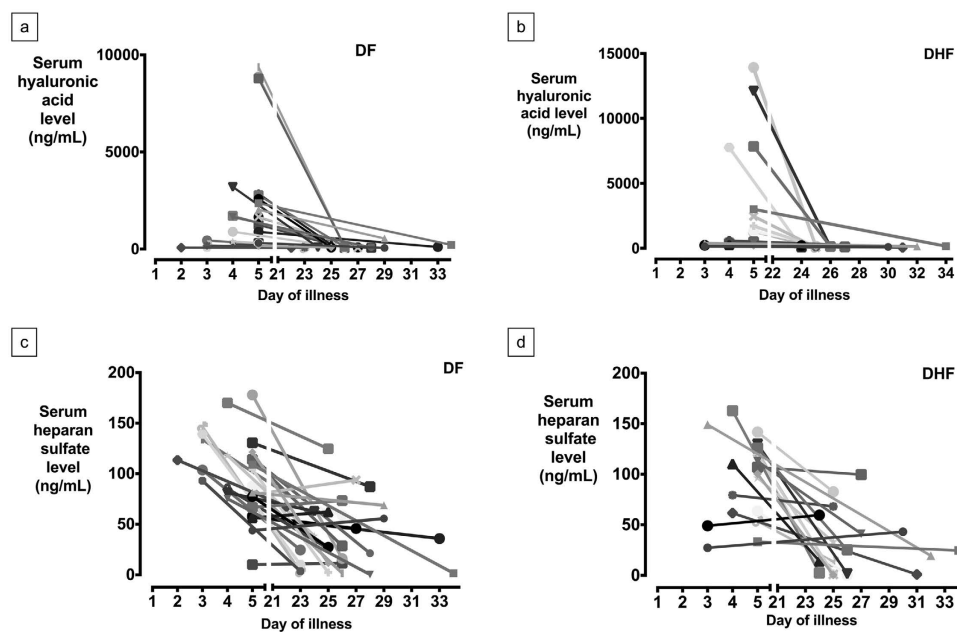 a
DF
Serum
hyaluronic
acid
level
(ng/mL)
10000
5000
0
1 2 3 4 5 21 23 25 27 29 31 33
Day of illness
b
DHF
Serum
hyaluronic
acid level
(ng/mL)
15000
10000
5000
0
1 2 3 4 5 22 24 26 28 30 32 34
Day of illness
c
DF
Serum
heparan
sulfate
level
(ng/mL)
200
150
100
50
0
1 2 3 4 5 21 23 25 27 29 31 33
Day of illness
d
DHF
Serum
heparan
sulfate
level
(ng/mL)
200
150
100
50
0
1 2 3 4 5 21 23 25 27 29 31 33
Day of illness